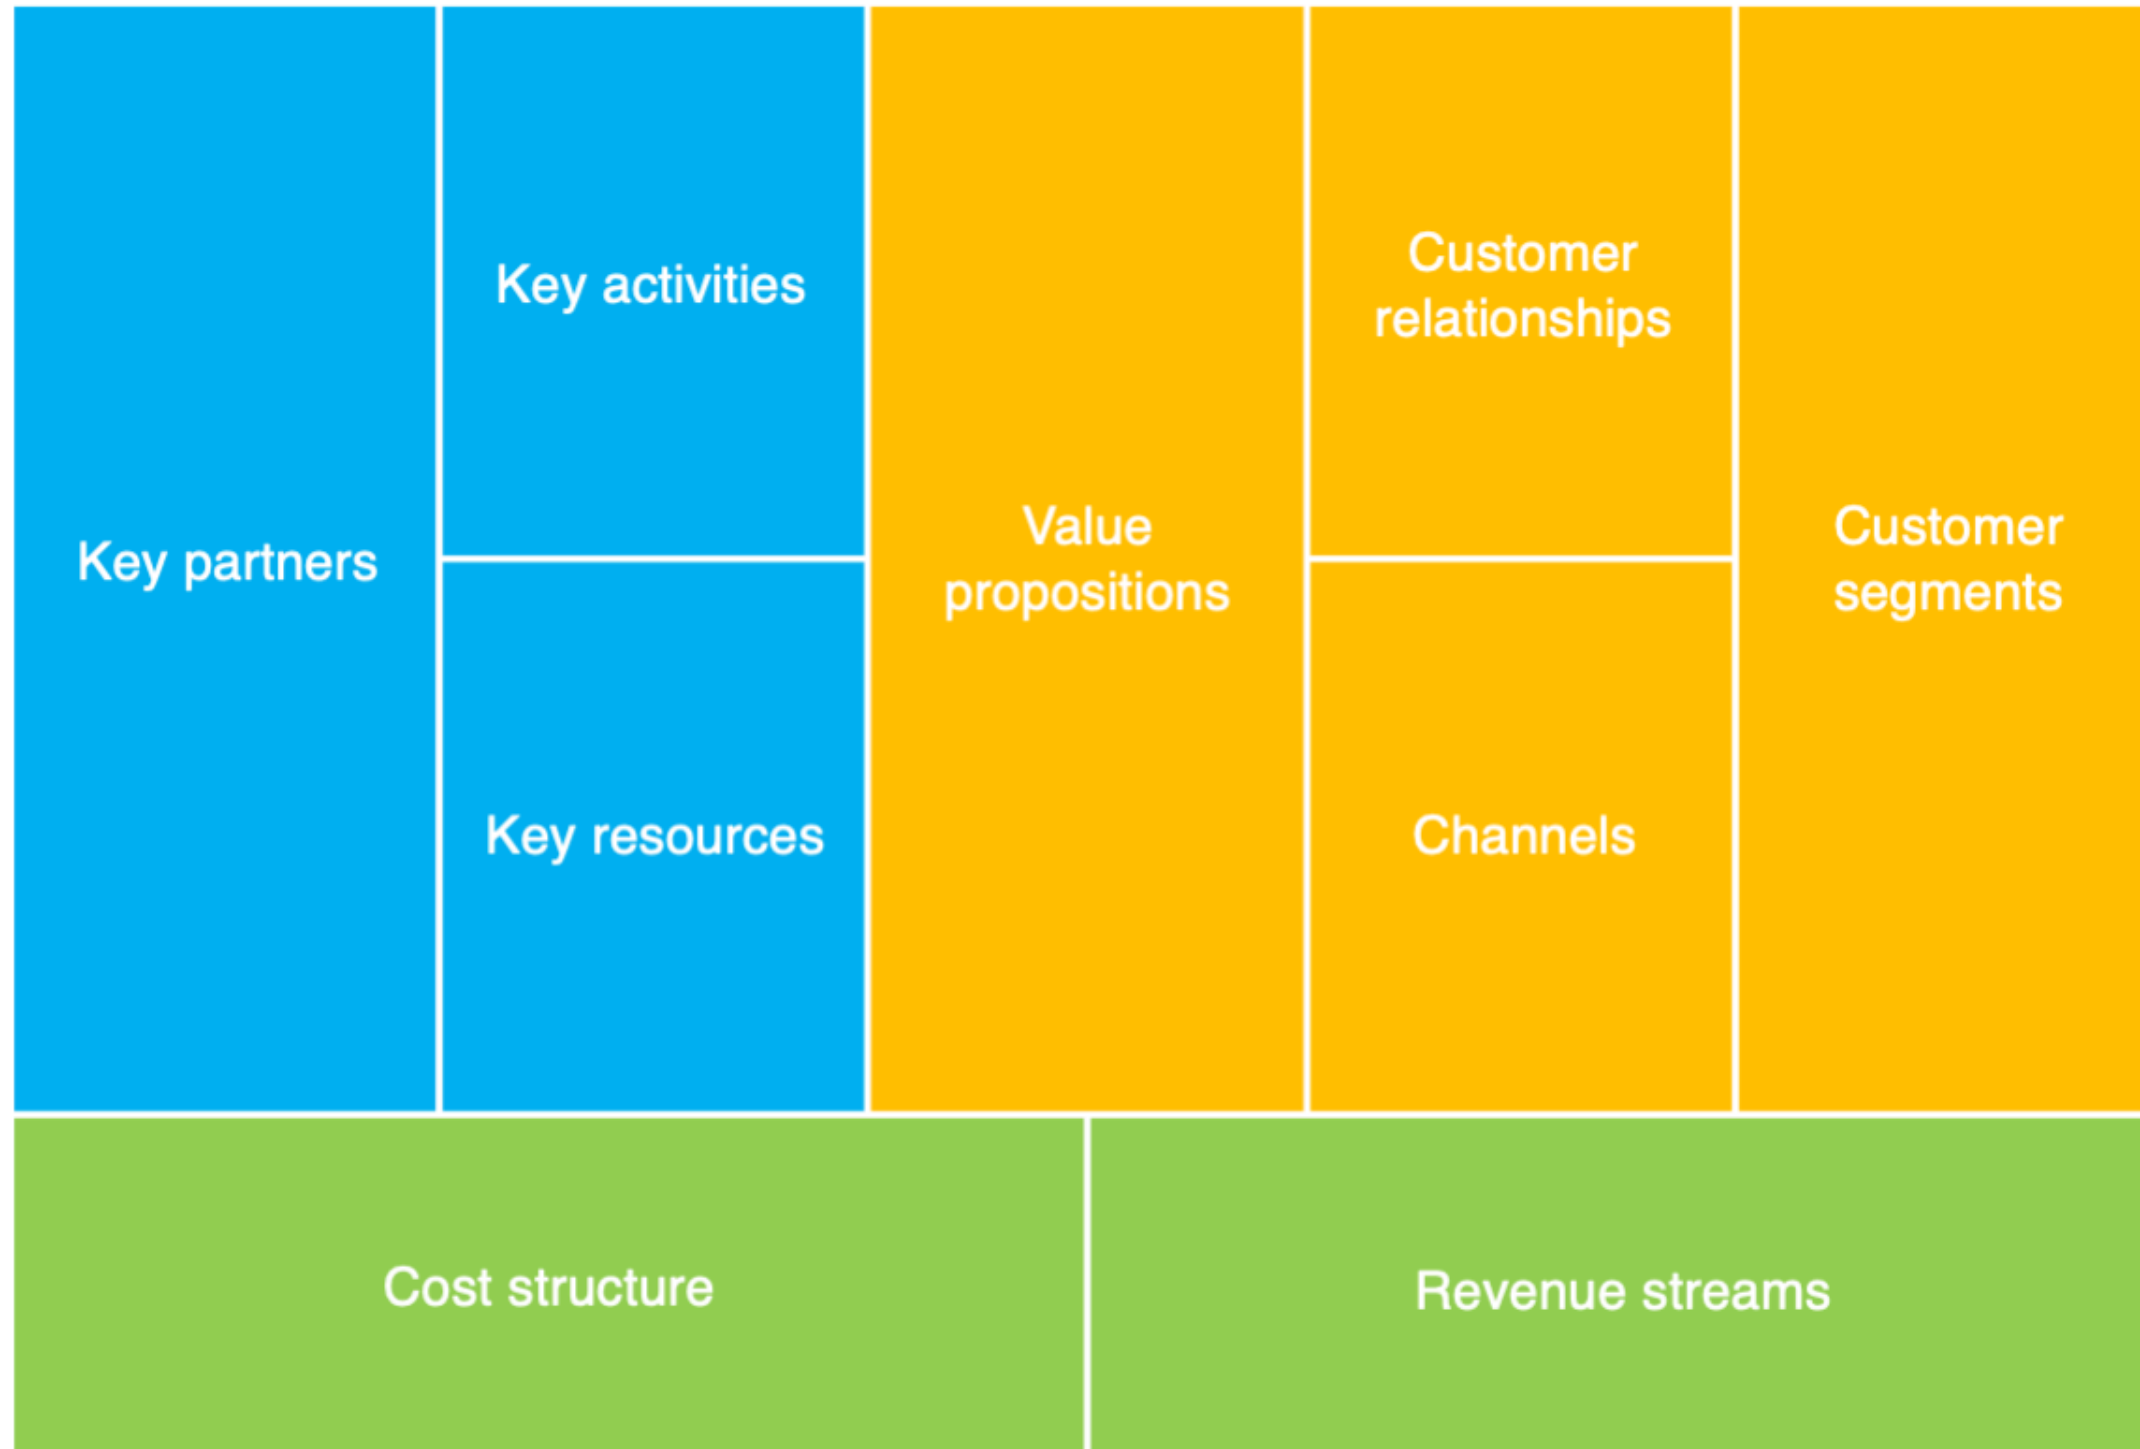 Key partners
Key activities
Key resources
Value
propositions
Customer
relationships
Channels
Customer
segments
Cost structure
Revenue streams